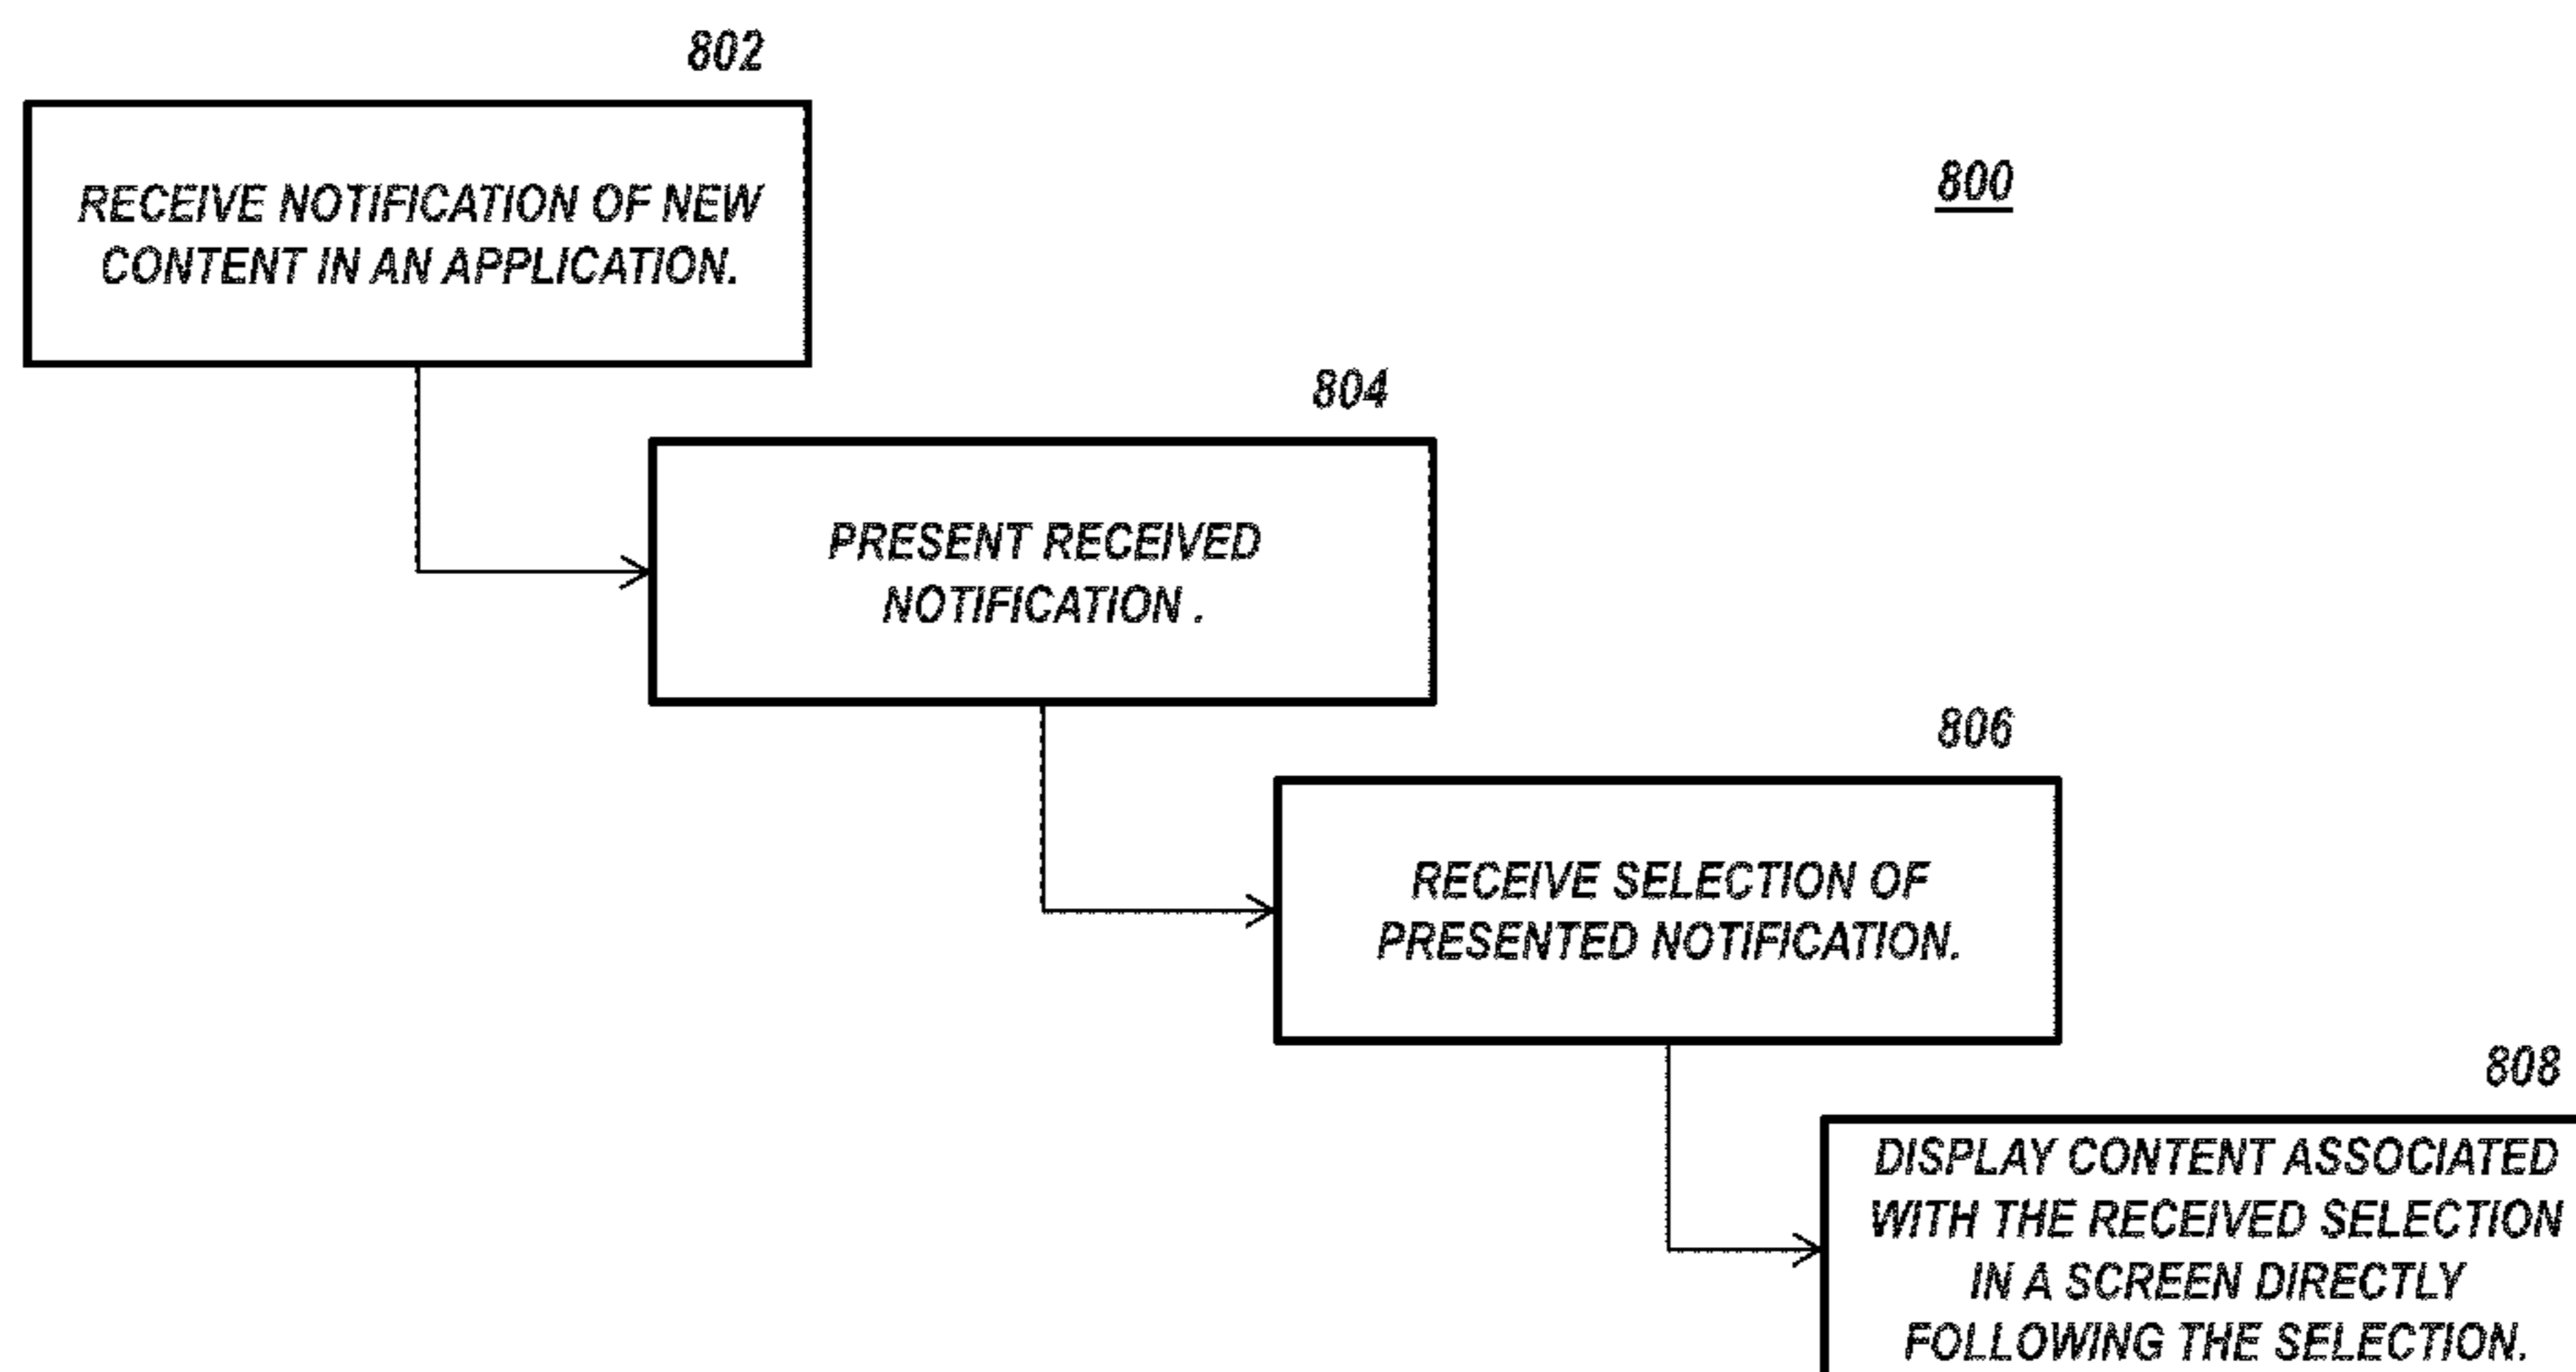 802
800
RECEIVE NOTIFICATION OF NEW
CONTENT IN AN APPLICATION.
804
PRESENT RECEIVED
NOTIFICATION .
806
RECEIVE SELECTION OF
PRESENTED NOTIFICATION.
808
DISPLAY CONTENT ASSOCIATED
WITH THE RECEIVED SELECTION
IN A SCREEN DIRECTLY
FOLLOWING THE SELECTION.